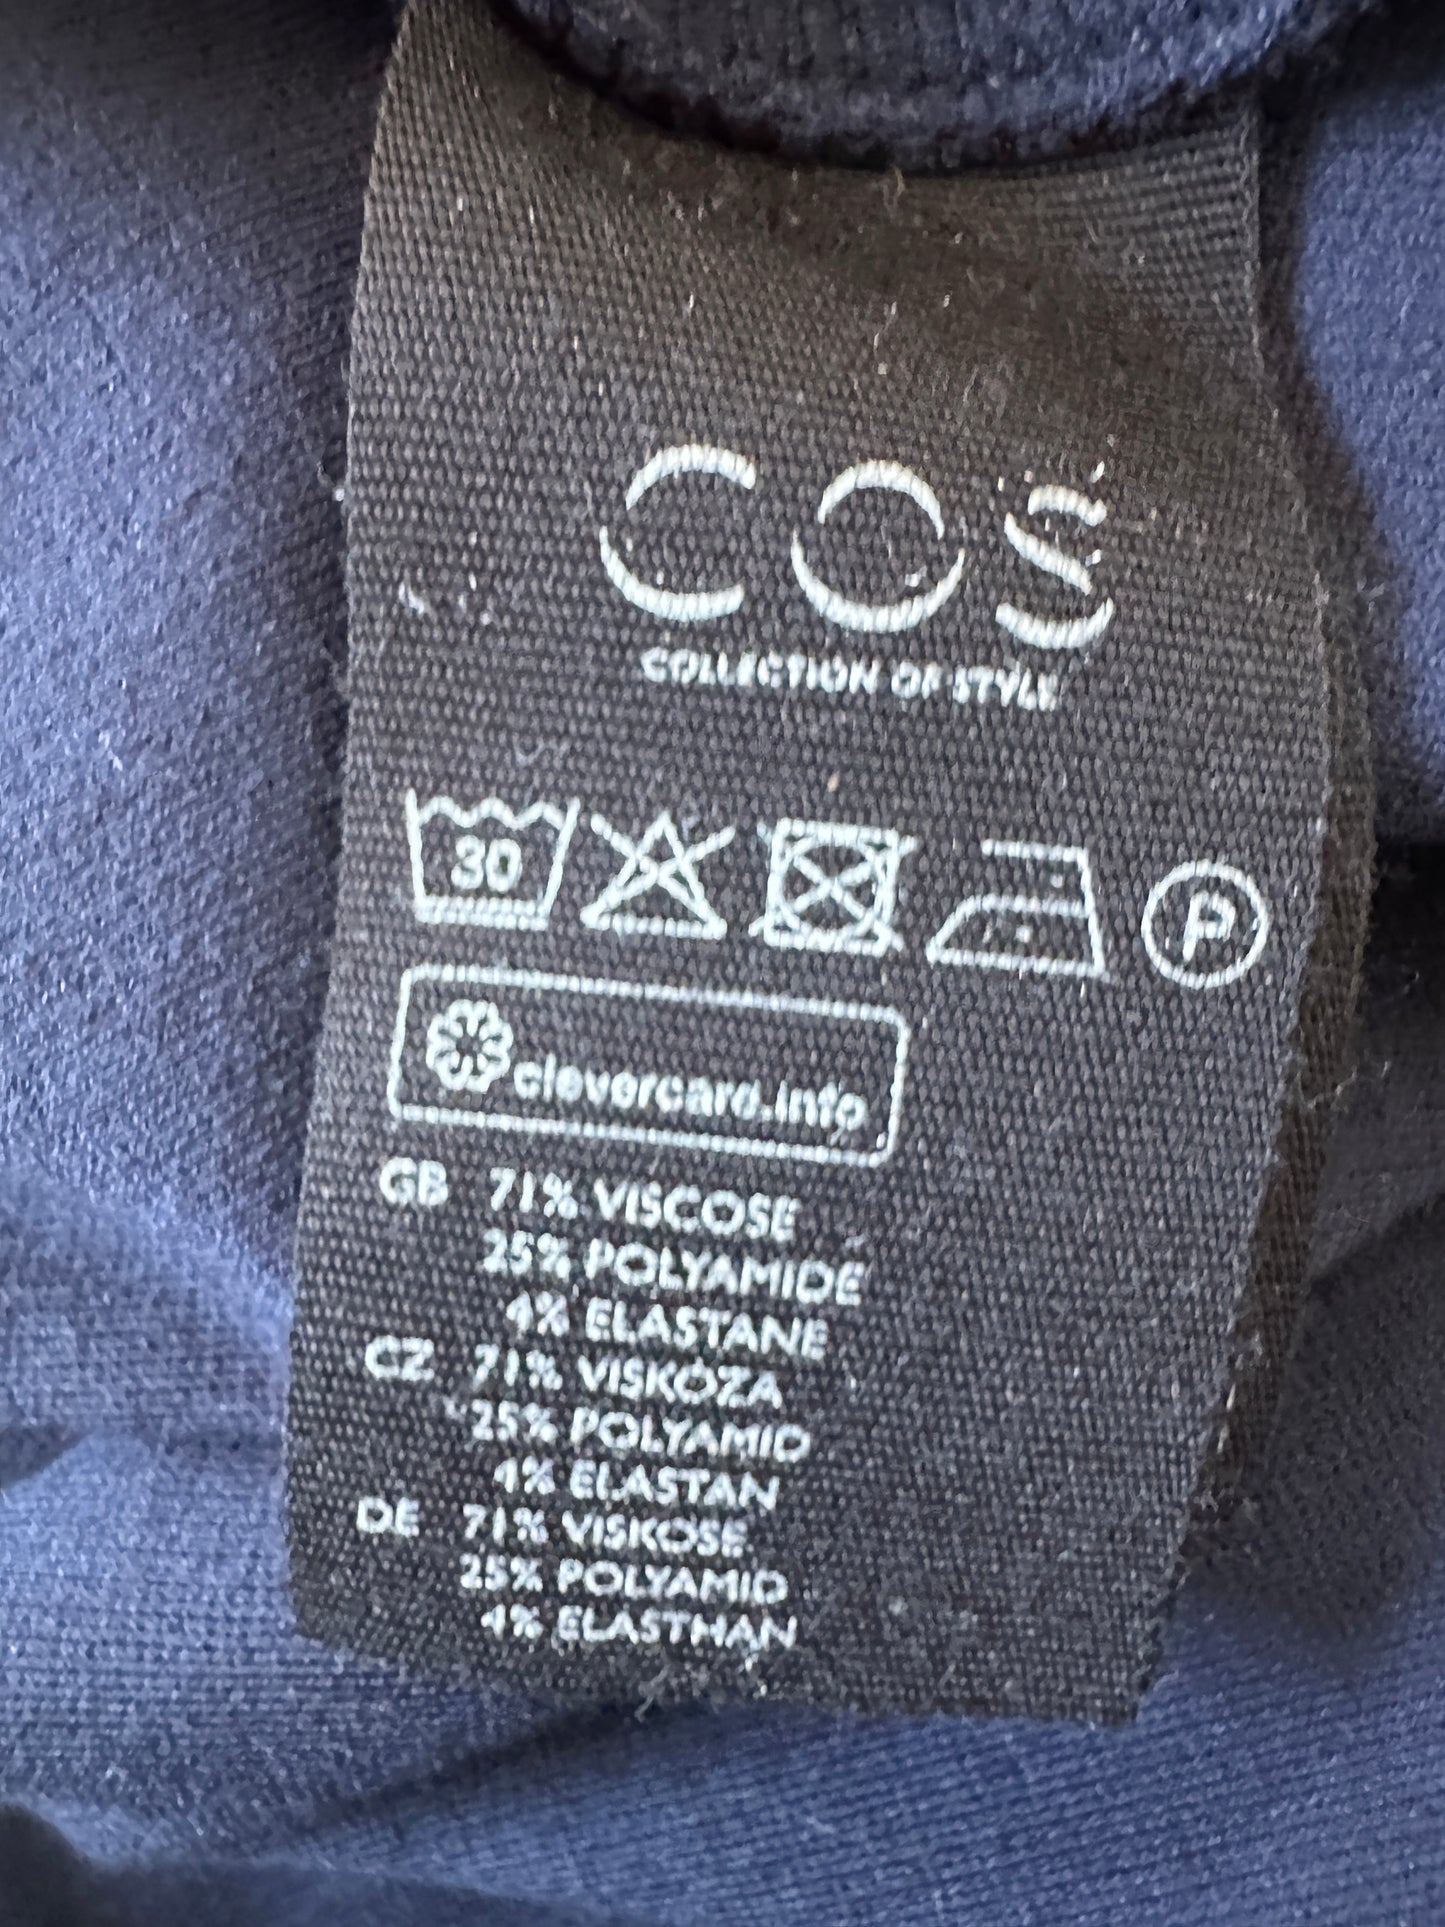 COS
COLLECTION OF STYLE
30 P
clevercare.info
GB 71% VISCOSE
25% POLYAMIDE
4% ELASTANE
CZ 71% VISKÓZA
25% POLYAMID
4% ELASTAN
DE 71% VISKOSE
25% POLYAMID
4% ELASTHAN